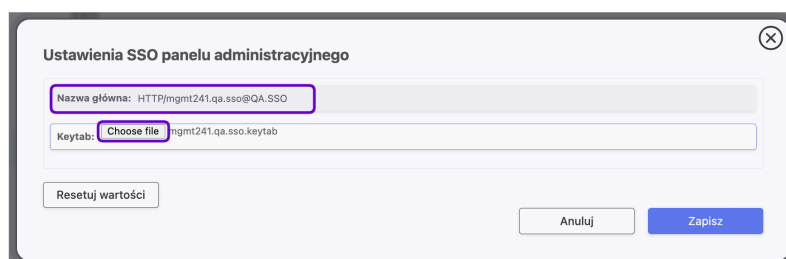 Ustawienia SSO panelu administracyjnego
Nazwa główna: HTTP/mgmt241.qa.sso@QA.SSO
Keytab: Choose file mgmt241.qa.sso.keytab
Resetuj wartości
Anuluj Zapisz